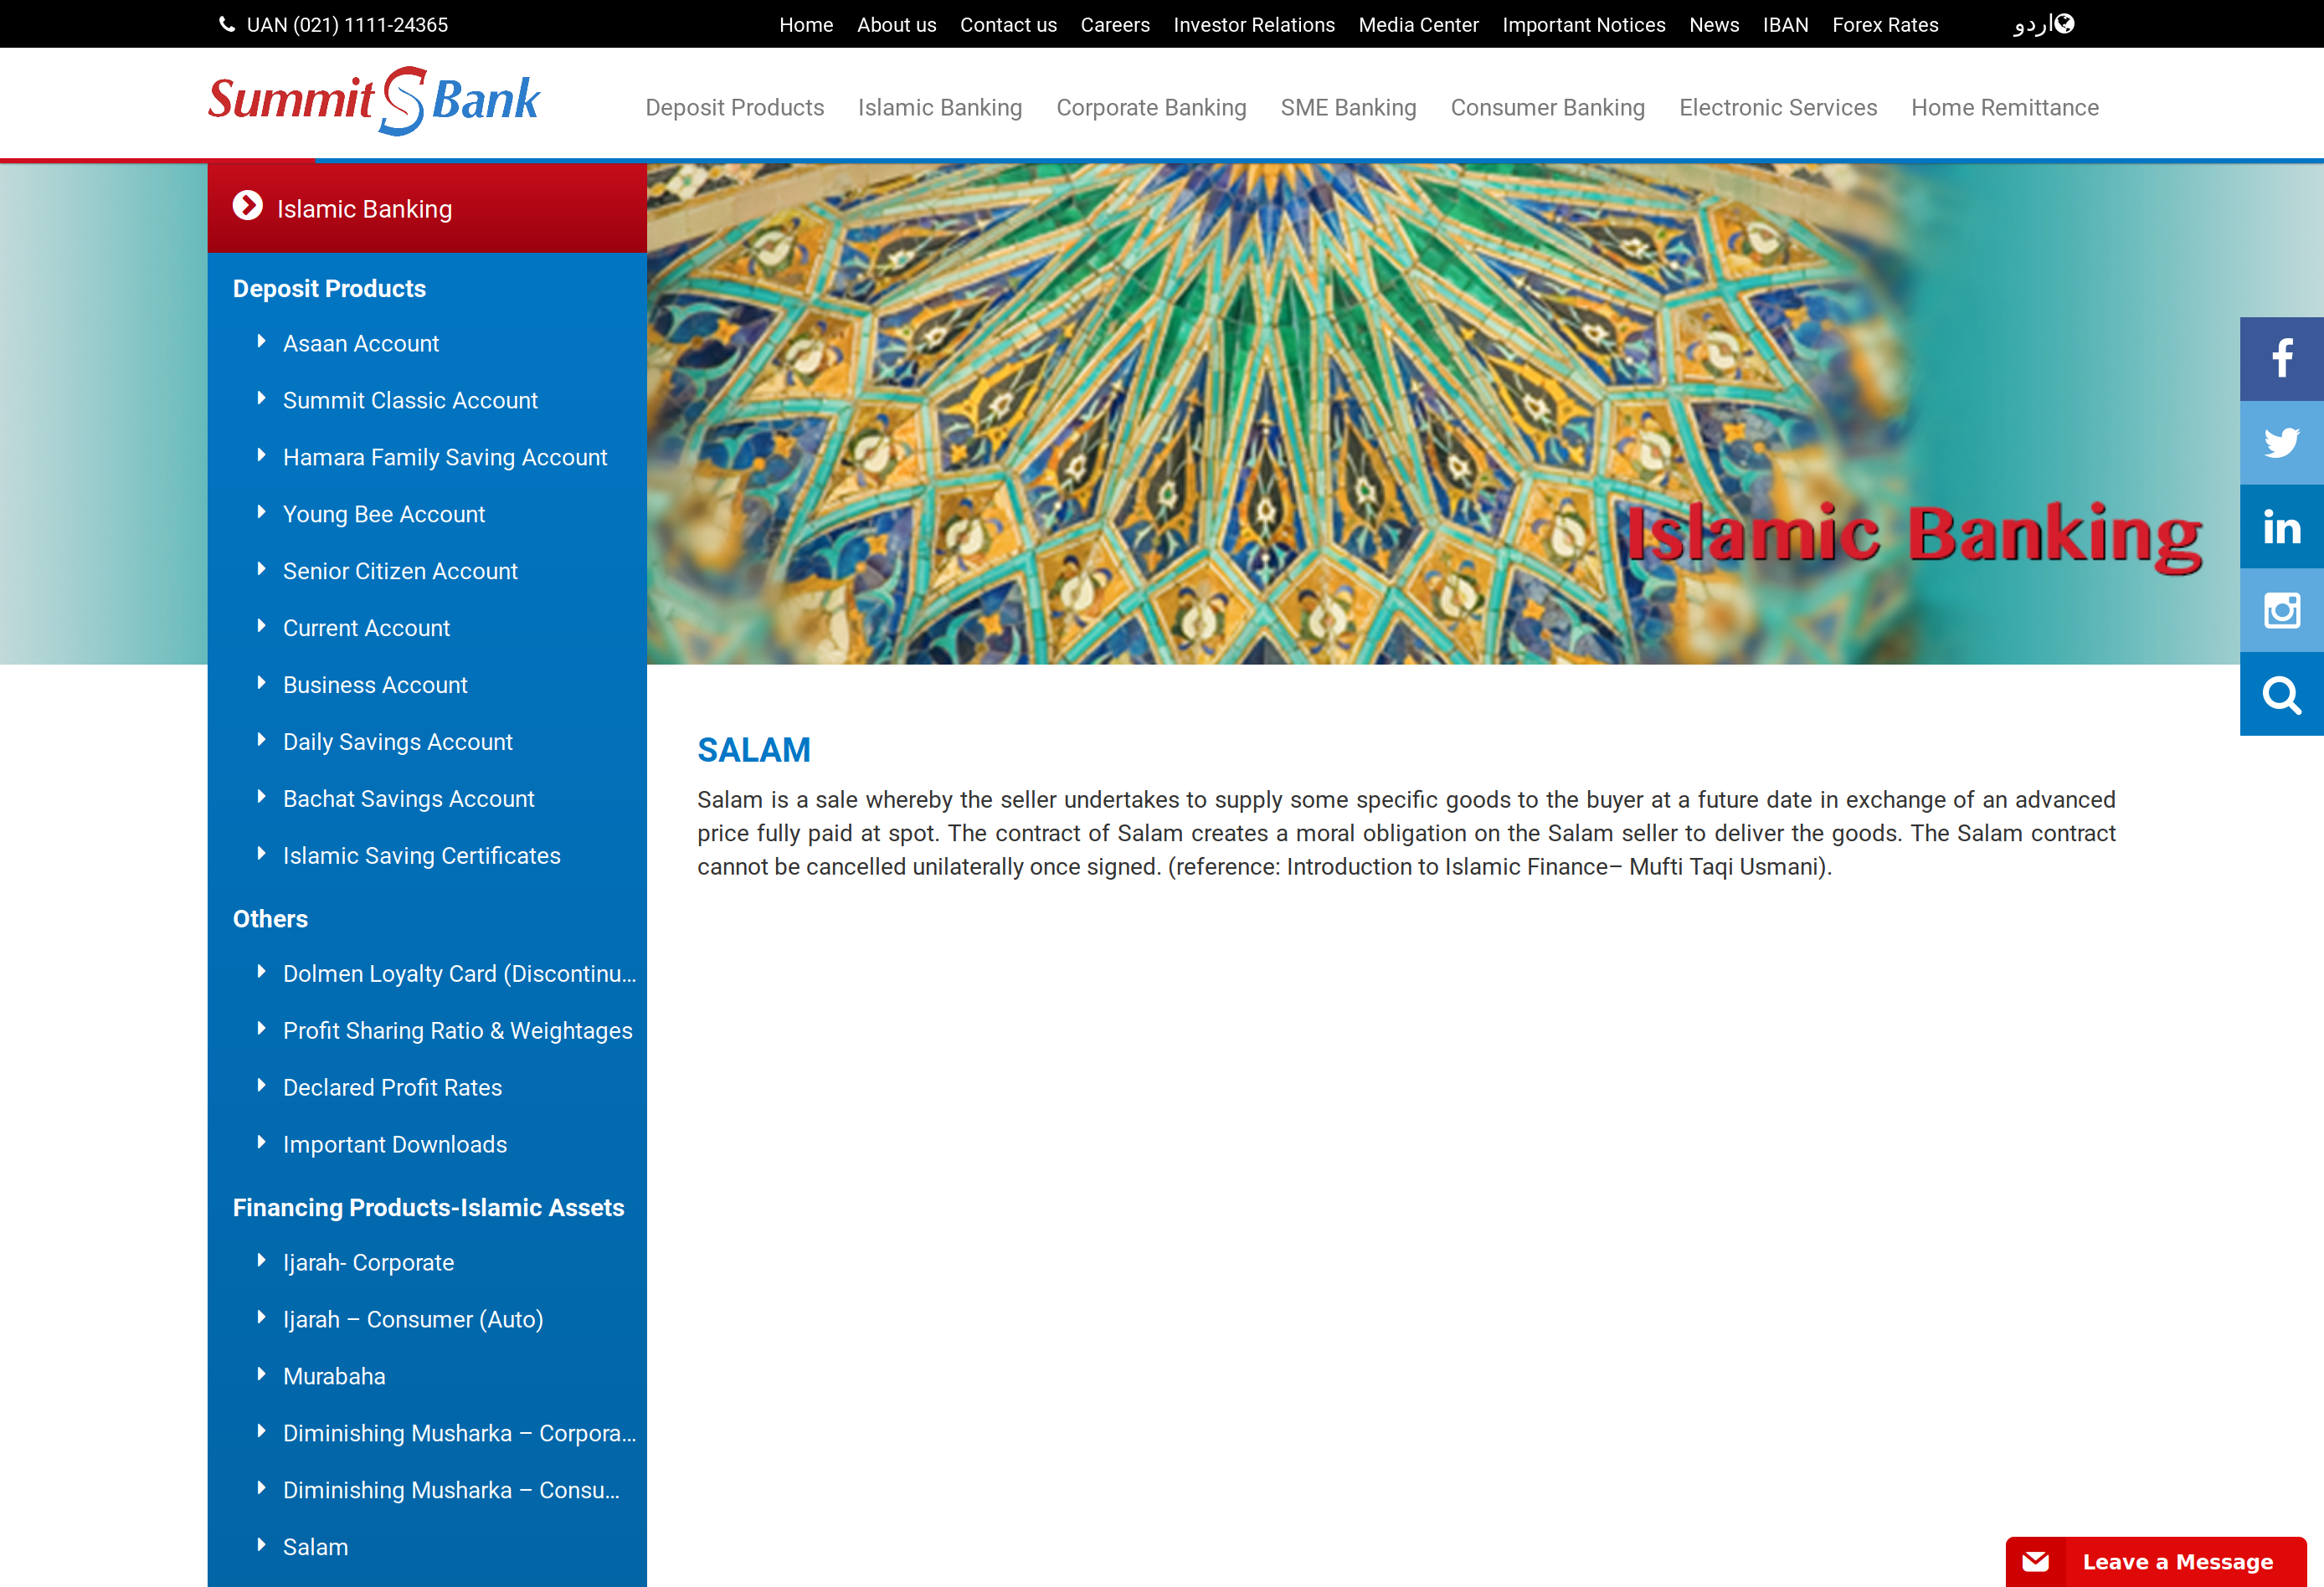 UAN (021) 1111-24365
Home About us Contact us Careers Investor Relations Media Center Important Notices News IBAN Forex Rates اردو
Summit S Bank
Deposit Products Islamic Banking Corporate Banking SME Banking Consumer Banking Electronic Services Home Remittance
Islamic Banking
Deposit Products
Asaan Account
Summit Classic Account
Hamara Family Saving Account
Young Bee Account
Senior Citizen Account
Current Account
Business Account
Daily Savings Account
Bachat Savings Account
Islamic Saving Certificates
Others
Dolmen Loyalty Card (Discontinu...
Profit Sharing Ratio & Weightages
Declared Profit Rates
Important Downloads
Financing Products-Islamic Assets
Ijarah- Corporate
Ijarah – Consumer (Auto)
Murabaha
Diminishing Musharka – Corpora...
Diminishing Musharka – Consu...
Salam
Islamic Banking
SALAM
Salam is a sale whereby the seller undertakes to supply some specific goods to the buyer at a future date in exchange of an advanced
price fully paid at spot. The contract of Salam creates a moral obligation on the Salam seller to deliver the goods. The Salam contract
cannot be cancelled unilaterally once signed. (reference: Introduction to Islamic Finance– Mufti Taqi Usmani).
Leave a Message